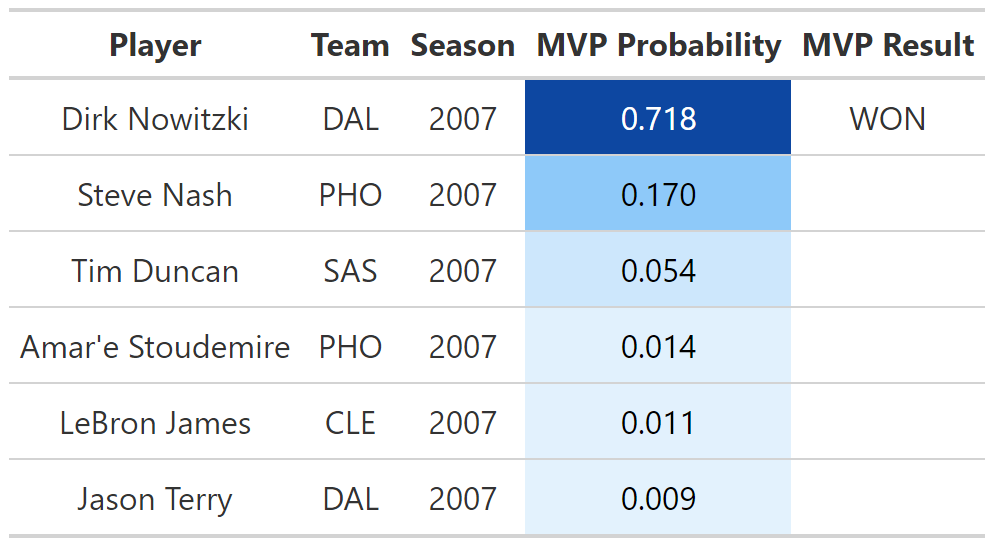 Player Team Season MVP Probability MVP Result
Dirk Nowitzki DAL 2007 0.718 WON
Steve Nash PHO 2007 0.170
Tim Duncan SAS 2007 0.054
Amar'e Stoudemire PHO 2007 0.014
LeBron James CLE 2007 0.011
Jason Terry DAL 2007 0.009